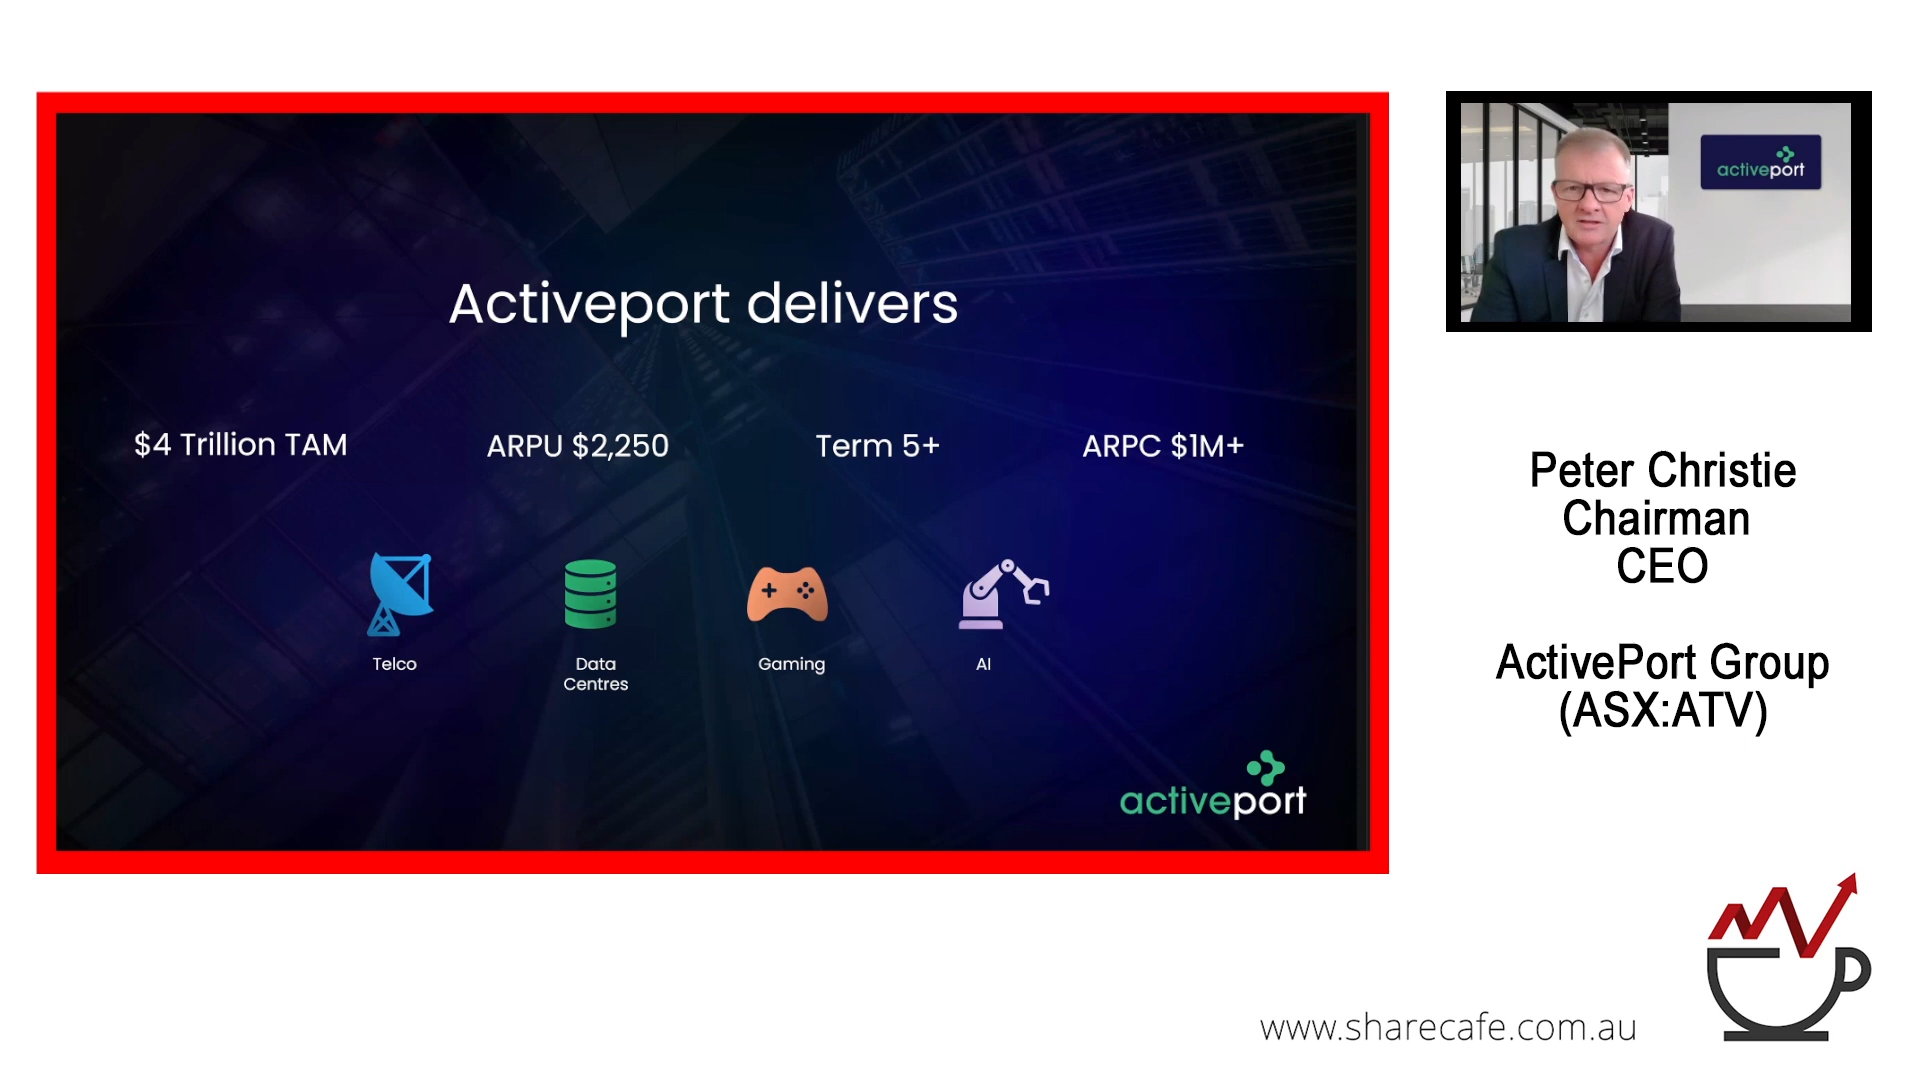 Activeport delivers
$4 Trillion TAM
ARPU $2,250
Term 5+
ARPC $1M+
Telco
Data
Centres
Gaming
AI
activeport
activeport
Peter Christie
Chairman
CEO
ActivePort Group
(ASX:ATV)
www.sharecafe.com.au